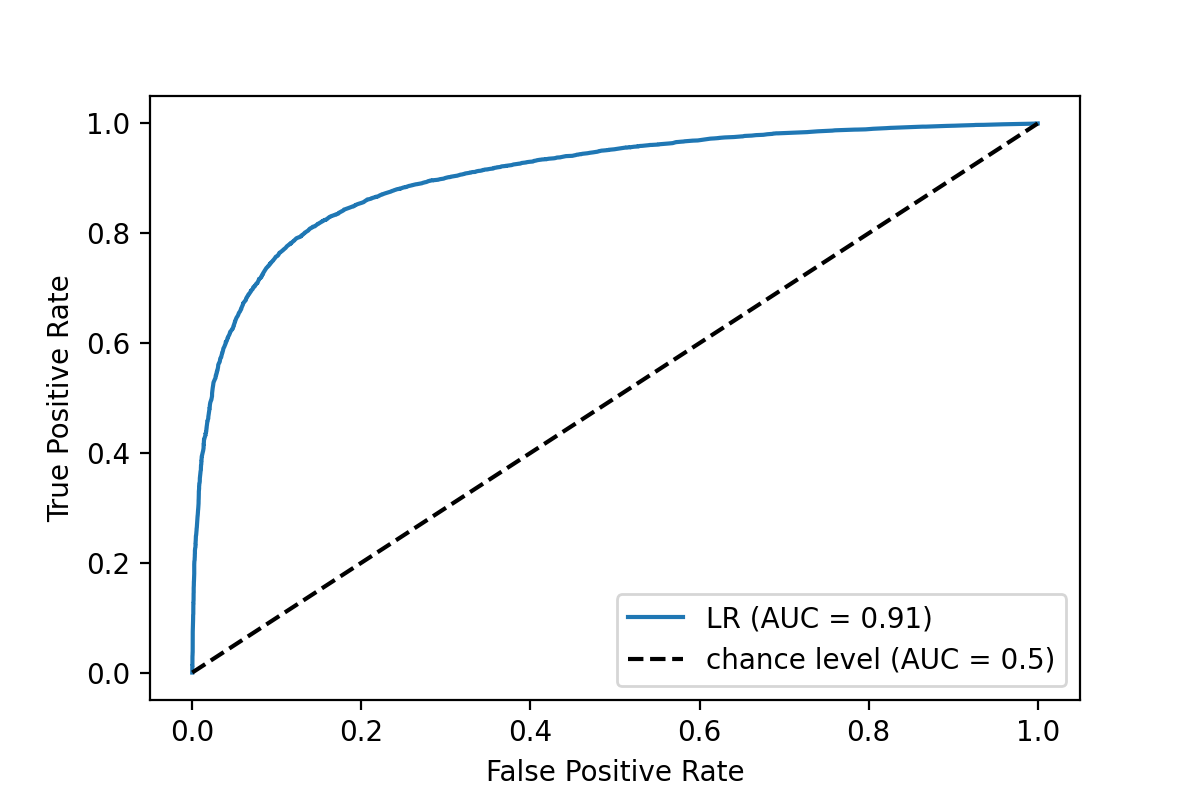 1.0
0.8
0.6
0.4
0.2
0.0
True Positive Rate
LR (AUC = 0.91)
chance level (AUC = 0.5)
0.0 0.2 0.4 0.6 0.8 1.0
False Positive Rate